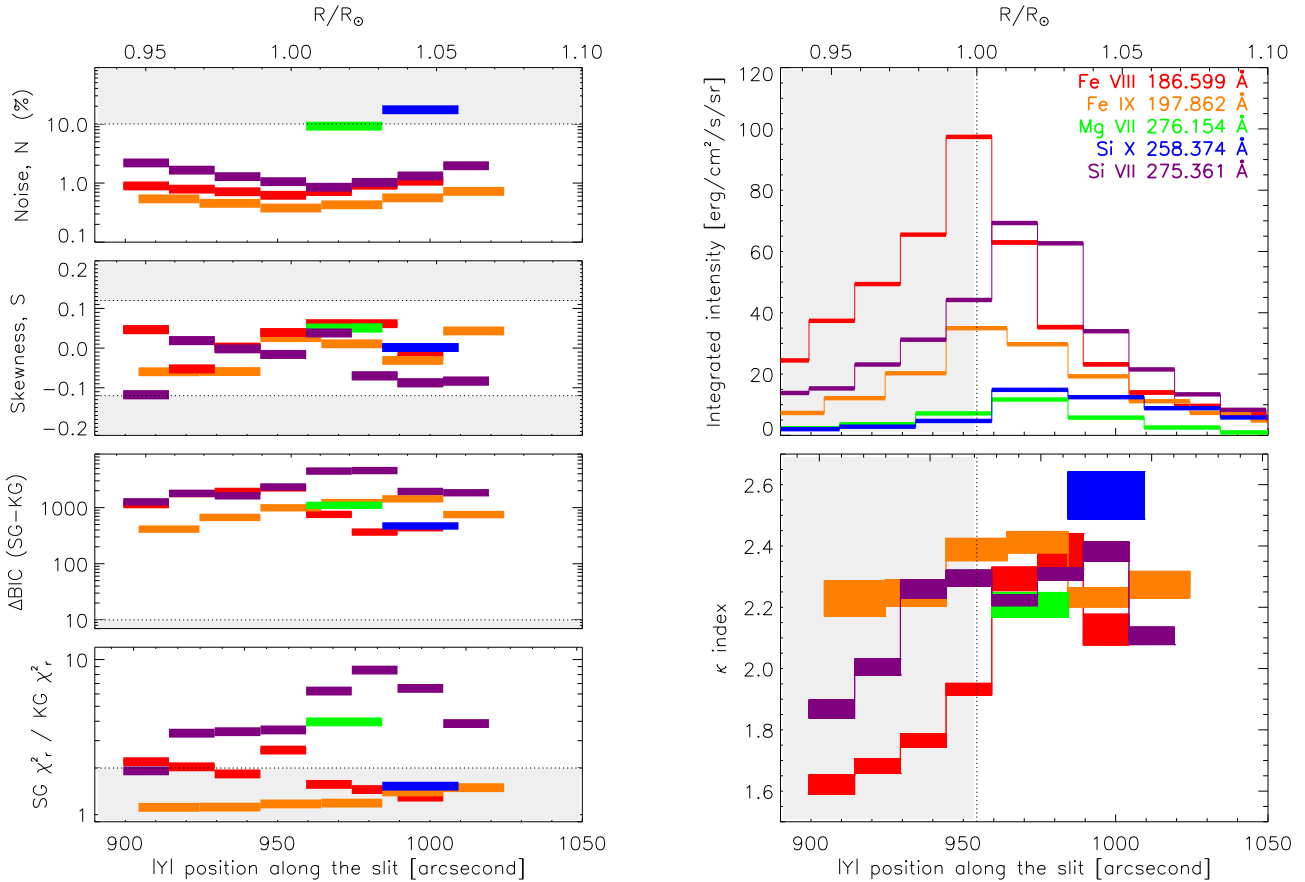 R/R☉
0.95 1.00 1.05 1.10
Noise, N (%)
10.0
1.0
0.1
Skewness, S
0.2
0.1
0.0
−0.1
−0.2
ΔBIC (SG−KG)
1000
100
10
SG χ²ᵣ / KG χ²ᵣ
10
1
900 950 1000 1050
|Y| position along the slit [arcsecond]
R/R☉
0.95 1.00 1.05 1.10
Integrated intensity [erg/cm²/s/sr]
120
100
80
60
40
20
0
Fe VIII 186.599 Å
Fe IX 197.862 Å
Mg VII 276.154 Å
Si X 258.374 Å
Si VII 275.361 Å
κ index
2.6
2.4
2.2
2.0
1.8
1.6
900 950 1000 1050
|Y| position along the slit [arcsecond]